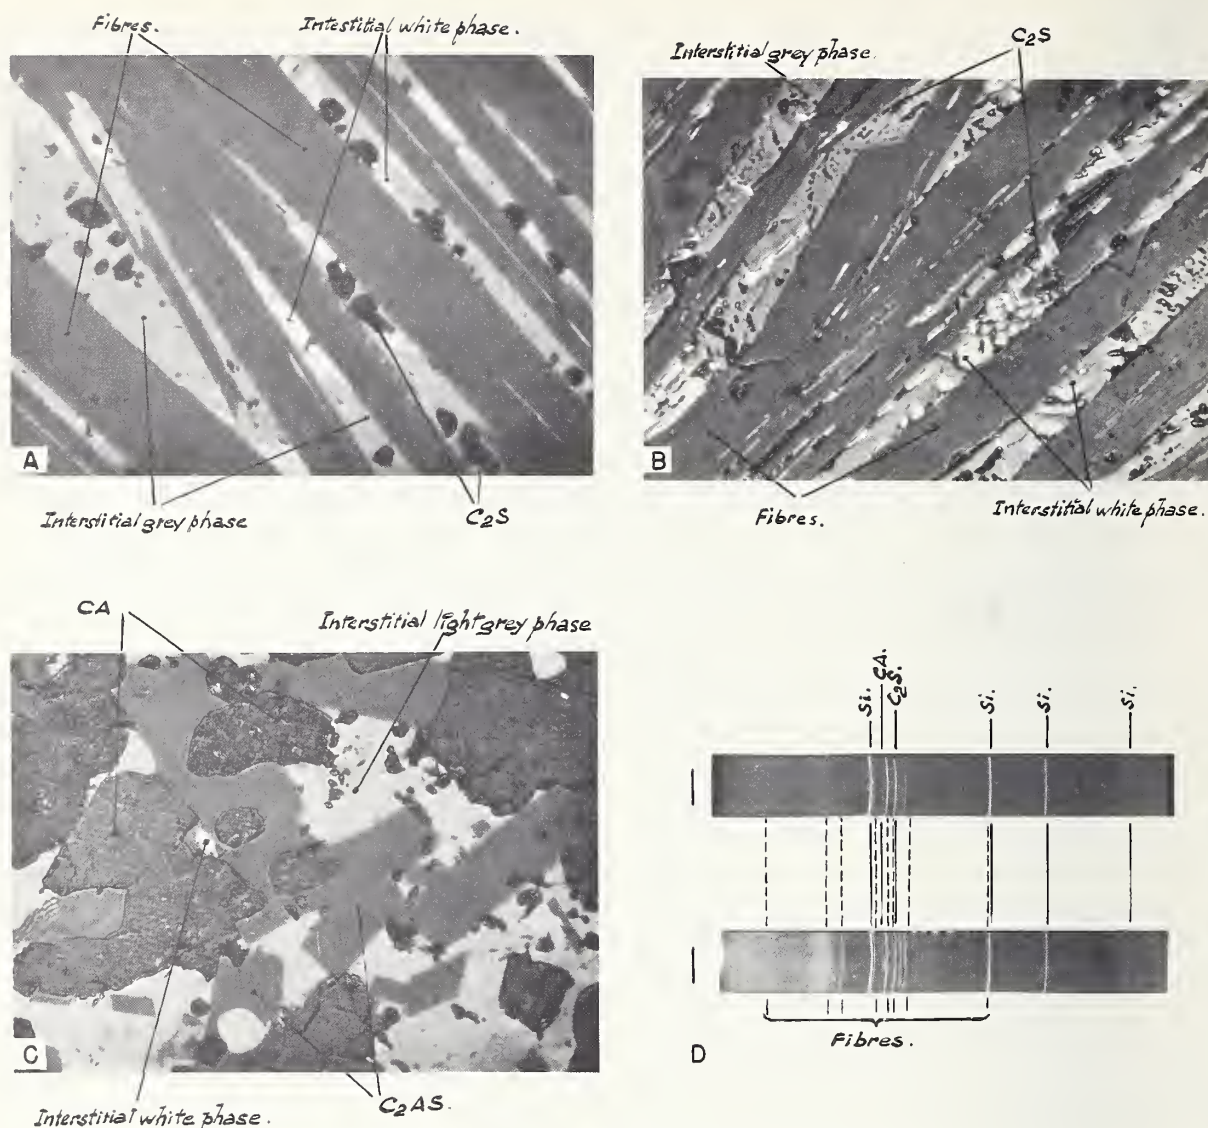 Fibres.
Intestitial white phase.
A
Interstitial grey phase
C₂S
Interstitial grey phase.
C₂S
B
Fibres.
Interstitial white phase.
CA
Interstitial light grey phase
C
Interstitial white phase.
C₂AS.
Si.
CA.
C₂S.
Si.
Si.
Si.
D
Fibres.